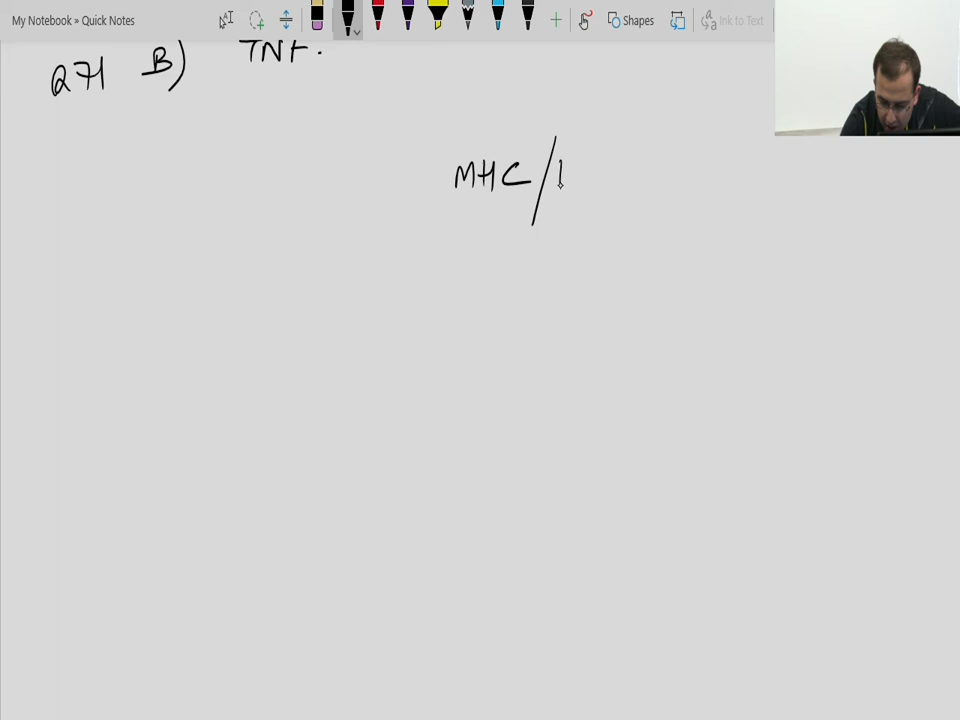 My Notebook » Quick Notes
Shapes
Ink to Text
Q71 B) TNF.
MHC/